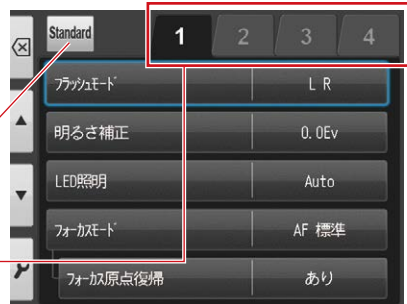 Standard 1 2 3 4
フラッシュモード L R
明るさ補正 0.0Ev
LED照明 Auto
フォーカスモード AF 標準
フォーカス原点復帰 あり